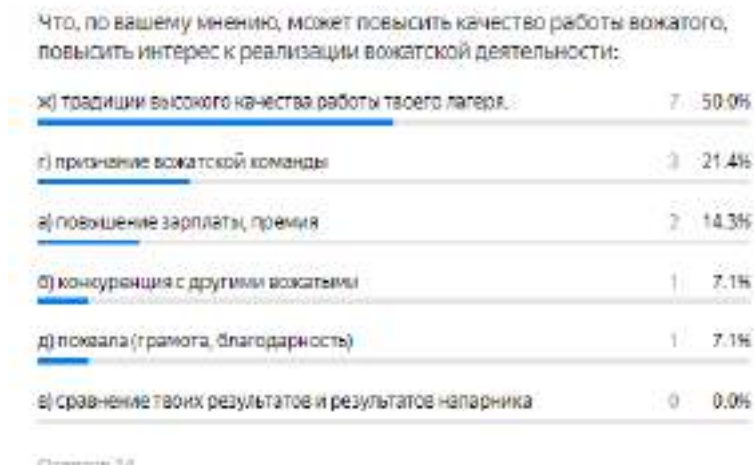 Что, по вашему мнению, может повысить качество работы вожатого,
повысить интерес к реализации вожатской деятельности:
ж) традиции высокого качества работы твоего лагеря. 7 50.0%
г) признание вожатской команды 3 21.4%
а) повышение зарплаты, премия 2 14.3%
б) конкуренция с другими вожатыми 1 7.1%
д) похвала (грамота, благодарность) 1 7.1%
в) сравнение твоих результатов и результатов напарника 0 0.0%